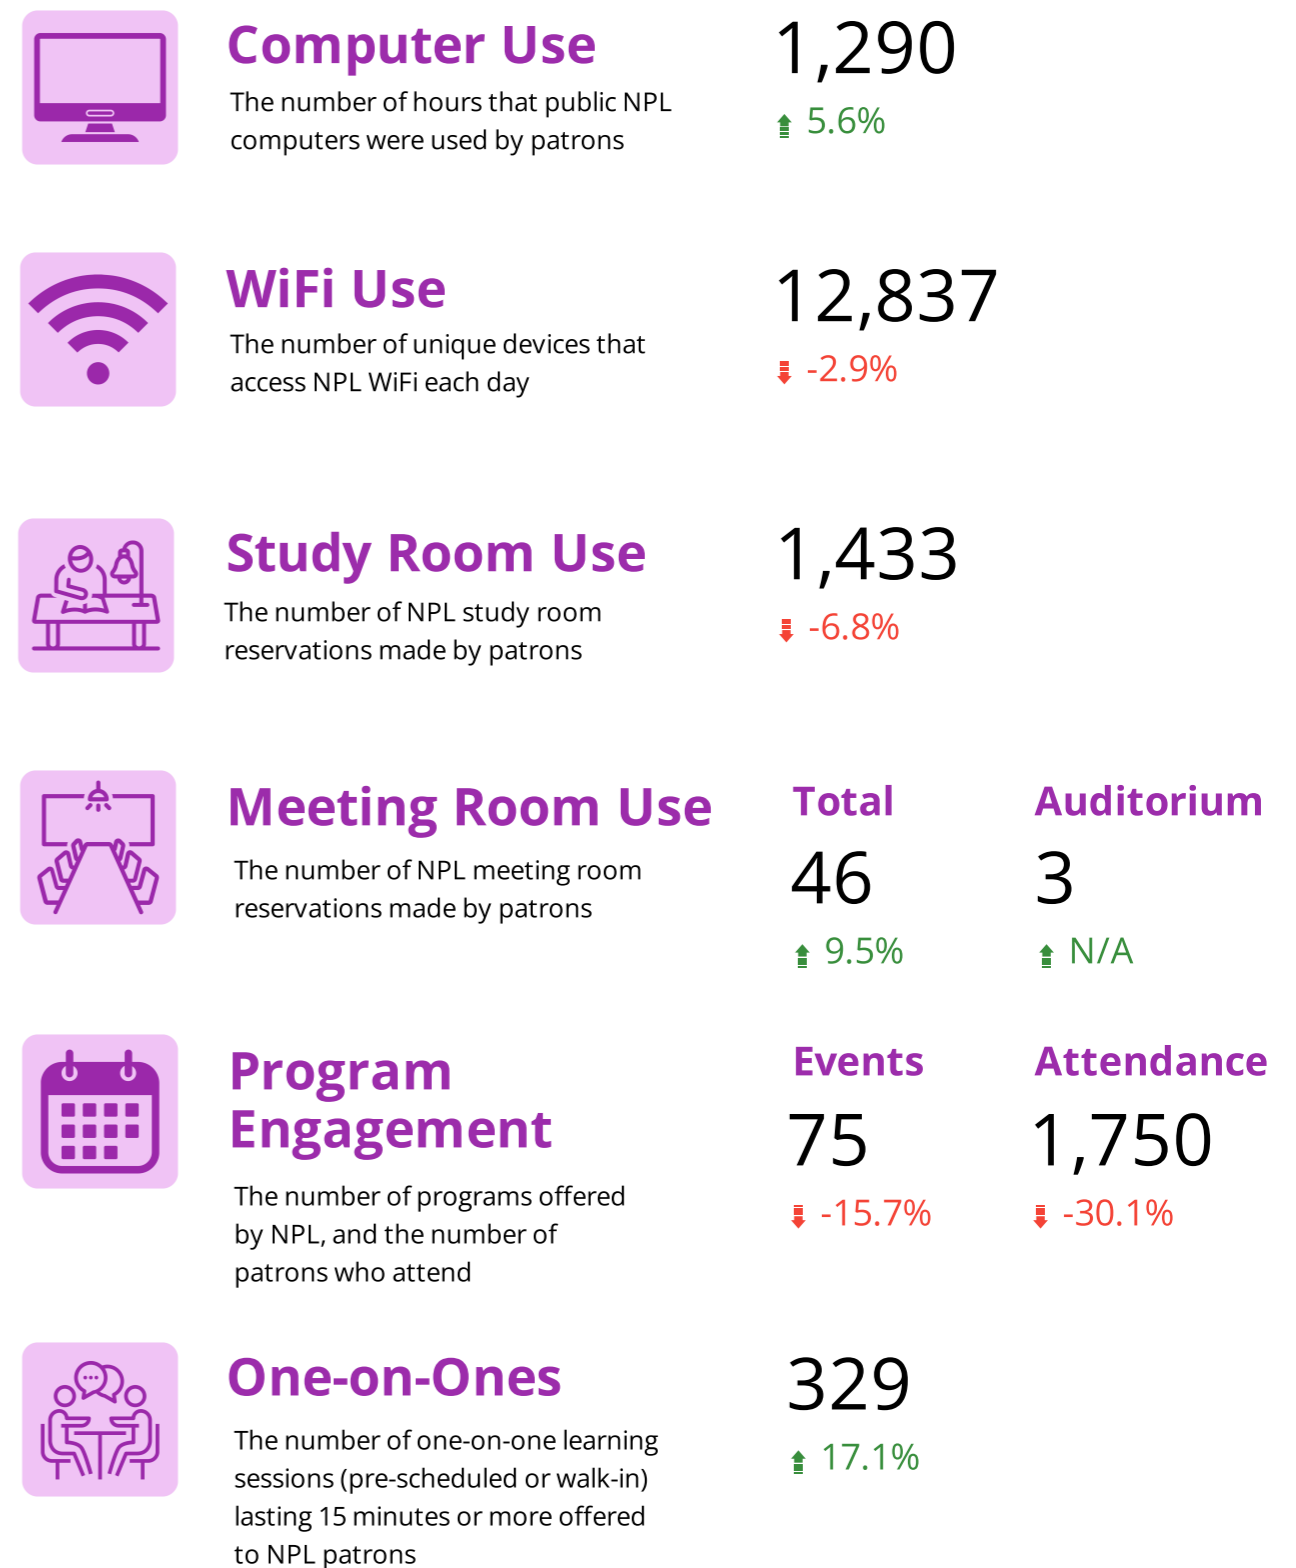 Computer Use
The number of hours that public NPL
computers were used by patrons
1,290
5.6%
WiFi Use
The number of unique devices that
access NPL WiFi each day
12,837
-2.9%
Study Room Use
The number of NPL study room
reservations made by patrons
1,433
-6.8%
Meeting Room Use
The number of NPL meeting room
reservations made by patrons
Total
46
9.5%
Auditorium
3
N/A
Program
Engagement
The number of programs offered
by NPL, and the number of
patrons who attend
Events
75
-15.7%
Attendance
1,750
-30.1%
One-on-Ones
The number of one-on-one learning
sessions (pre-scheduled or walk-in)
lasting 15 minutes or more offered
to NPL patrons
329
17.1%